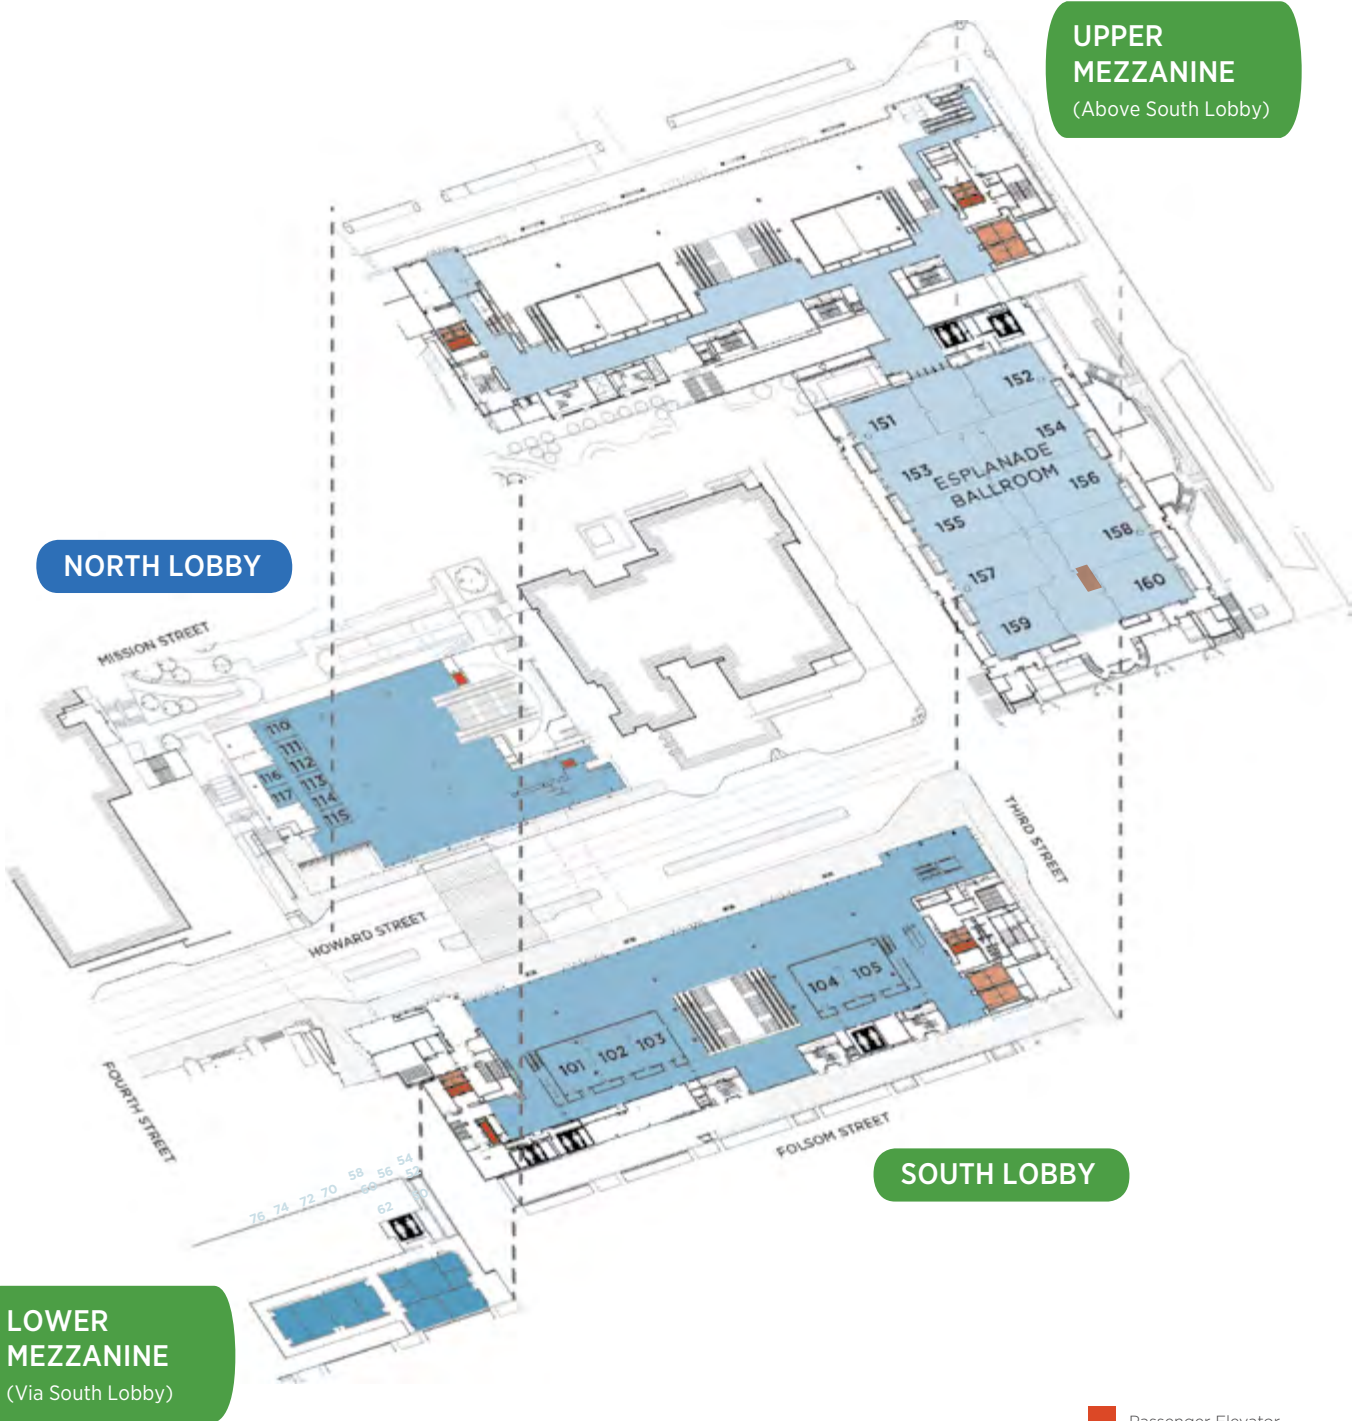 UPPER
MEZZANINE
(Above South Lobby)
152
151
154
153
ESPLANADE
BALLROOM
156
155
158
157
160
159
NORTH LOBBY
MISSION STREET
110
111
112
116
113
117
114
115
THIRD STREET
HOWARD STREET
104 105
101 102 103
FOURTH STREET
FOLSOM STREET
SOUTH LOBBY
54
58 56
72 70
76 74
62
LOWER
MEZZANINE
(Via South Lobby)
Passenger Elevator